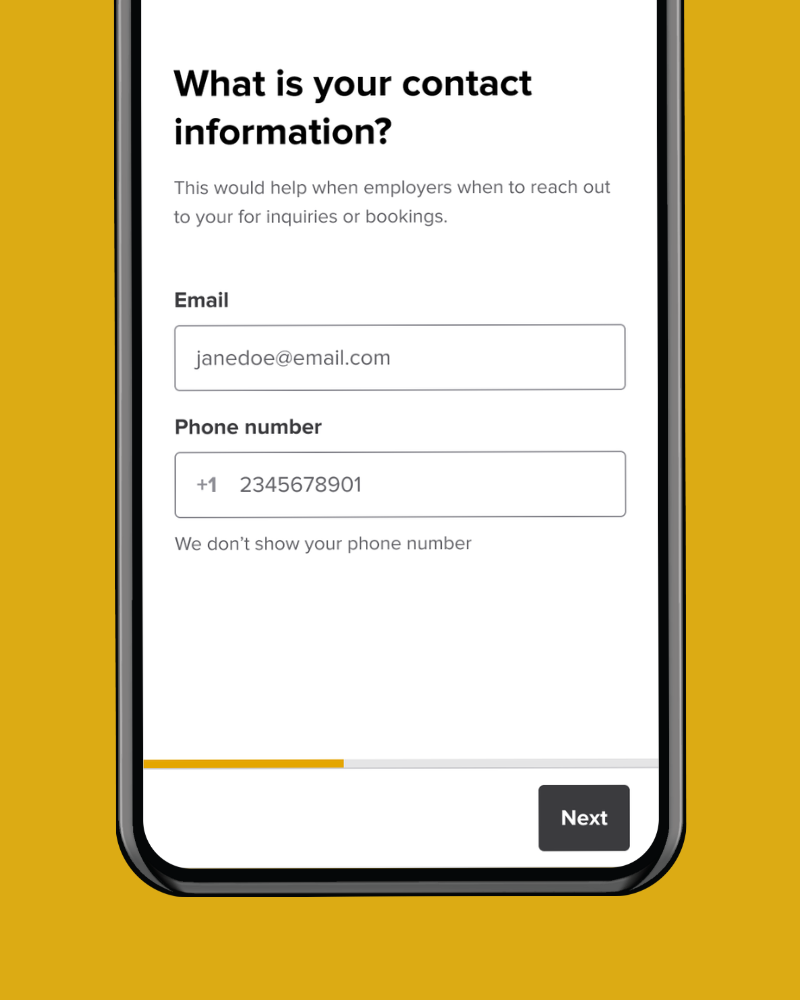 What is your contact
information?
This would help when employers when to reach out
to your for inquiries or bookings.
Email
janedoe@email.com
Phone number
+1 2345678901
We don’t show your phone number
Next